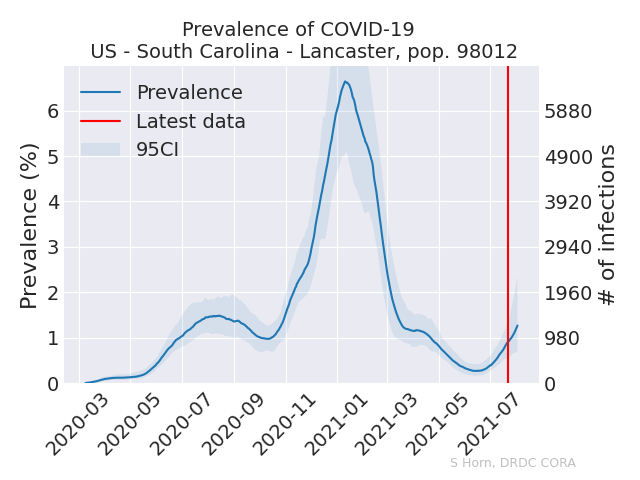 Prevalence of COVID-19
US - South Carolina - Lancaster, pop. 98012
Prevalence
Latest data
95CI
Prevalence (%)
6
5
4
3
2
1
0
5880
4900
3920
2940
1960
980
0
# of infections
2020-03
2020-05
2020-07
2020-09
2020-11
2021-01
2021-03
2021-05
2021-07
S Horn, DRDC CORA